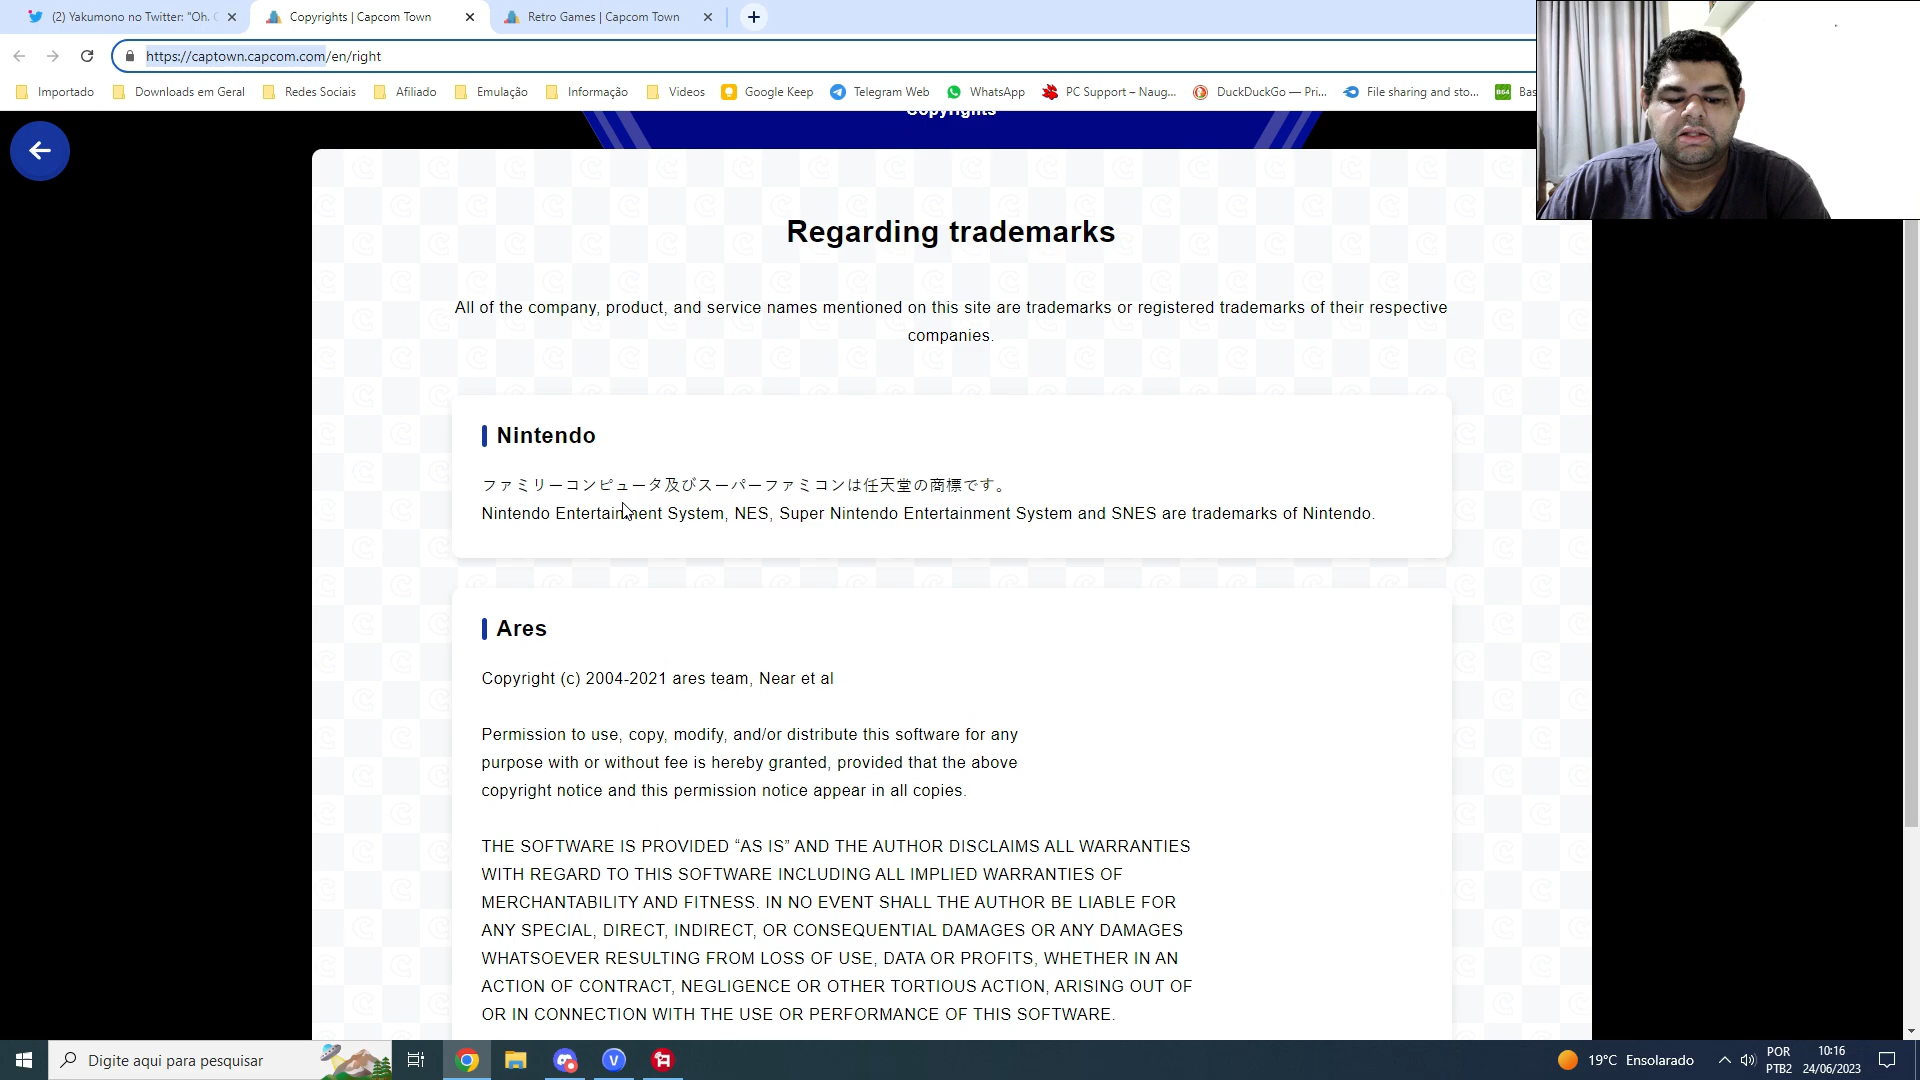 (2) Yakumono no Twitter: "Oh.
Copyrights | Capcom Town
Retro Games | Capcom Town
https://captown.capcom.com/en/right
Importado
Downloads em Geral
Redes Sociais
Afiliado
Emulação
Informação
Videos
Google Keep
Telegram Web
WhatsApp
PC Support – Naug...
DuckDuckGo — Pri...
File sharing and sto...
B64
Bas
Copyrights
Regarding trademarks
All of the company, product, and service names mentioned on this site are trademarks or registered trademarks of their respective
companies.
Nintendo
ファミリーコンピュータ及びスーパーファミコンは任天堂の商標です。
Nintendo Entertainment System, NES, Super Nintendo Entertainment System and SNES are trademarks of Nintendo.
Ares
Copyright (c) 2004-2021 ares team, Near et al
Permission to use, copy, modify, and/or distribute this software for any
purpose with or without fee is hereby granted, provided that the above
copyright notice and this permission notice appear in all copies.
THE SOFTWARE IS PROVIDED “AS IS” AND THE AUTHOR DISCLAIMS ALL WARRANTIES
WITH REGARD TO THIS SOFTWARE INCLUDING ALL IMPLIED WARRANTIES OF
MERCHANTABILITY AND FITNESS. IN NO EVENT SHALL THE AUTHOR BE LIABLE FOR
ANY SPECIAL, DIRECT, INDIRECT, OR CONSEQUENTIAL DAMAGES OR ANY DAMAGES
WHATSOEVER RESULTING FROM LOSS OF USE, DATA OR PROFITS, WHETHER IN AN
ACTION OF CONTRACT, NEGLIGENCE OR OTHER TORTIOUS ACTION, ARISING OUT OF
OR IN CONNECTION WITH THE USE OR PERFORMANCE OF THIS SOFTWARE.
Digite aqui para pesquisar
V
19°C Ensolarado
POR
PTB2
10:16
24/06/2023